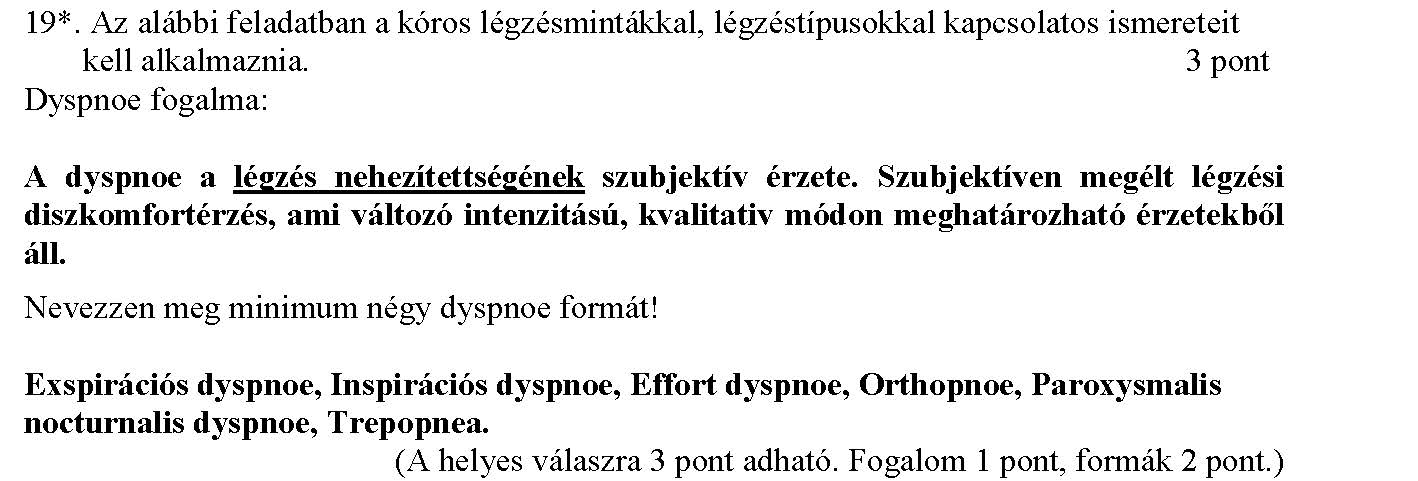 19*. Az alábbi feladatban a kóros légzésmintákkal, légzéstípusokkal kapcsolatos ismereteit
kell alkalmaznia. 3 pont
Dyspnoe fogalma:
A dyspnoe a légzés nehezítettségének szubjektív érzete. Szubjektíven megélt légzési
diszkomfortérzés, ami változó intenzitású, kvalitativ módon meghatározható érzetekből
áll.
Nevezzen meg minimum négy dyspnoe formát!
Exspirációs dyspnoe, Inspirációs dyspnoe, Effort dyspnoe, Orthopnoe, Paroxysmalis
nocturnalis dyspnoe, Trepopnea.
(A helyes válaszra 3 pont adható. Fogalom 1 pont, formák 2 pont.)